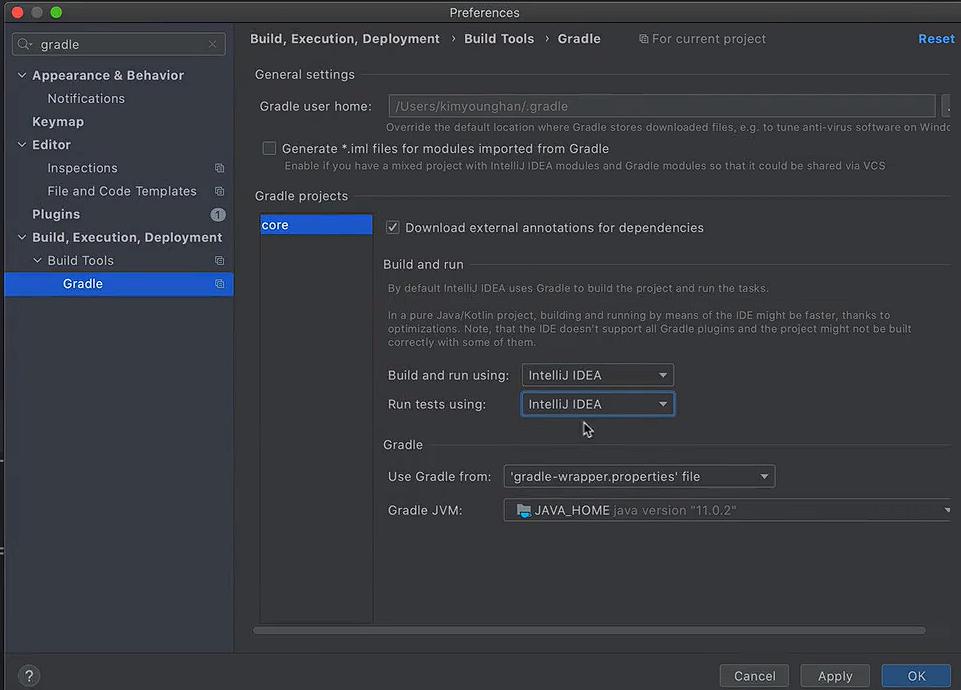 Preferences
gradle
Appearance & Behavior
Notifications
Keymap
Editor
Inspections
File and Code Templates
Plugins
1
Build, Execution, Deployment
Build Tools
Gradle
Build, Execution, Deployment › Build Tools › Gradle
For current project
Reset
General settings
Gradle user home:
/Users/kimyounghan/.gradle
Override the default location where Gradle stores downloaded files, e.g. to tune anti-virus software on
Generate *.iml files for modules imported from Gradle
Enable if you have a mixed project with IntelliJ IDEA modules and Gradle modules so that it could be shared via VCS
Gradle projects
core
Download external annotations for dependencies
Build and run
By default IntelliJ IDEA uses Gradle to build the project and run the tasks.
In a pure Java/Kotlin project, building and running by means of the IDE might be faster, thanks to
optimizations. Note, that the IDE doesn't support all Gradle plugins and the project might not be built
correctly with some of them.
Build and run using: IntelliJ IDEA
Run tests using: IntelliJ IDEA
Gradle
Use Gradle from: 'gradle-wrapper.properties' file
Gradle JVM: JAVA_HOME java version "11.0.2"
?
Cancel
Apply
OK